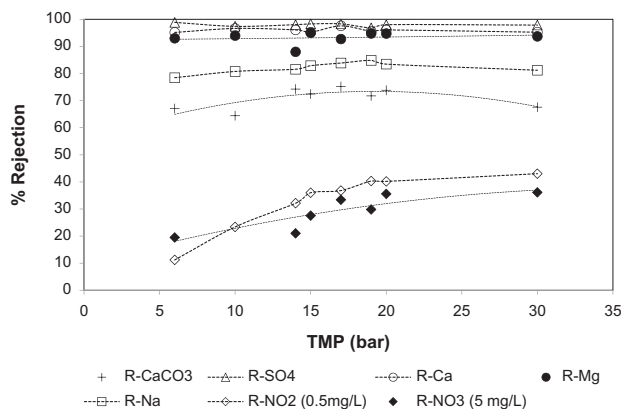 100
90
80
70
60
50
40
30
20
10
0
% Rejection
0 5 10 15 20 25 30 35
TMP (bar)
R-CaCO3 R-SO4 R-Ca R-Mg
R-Na R-NO2 (0.5mg/L) R-NO3 (5 mg/L)